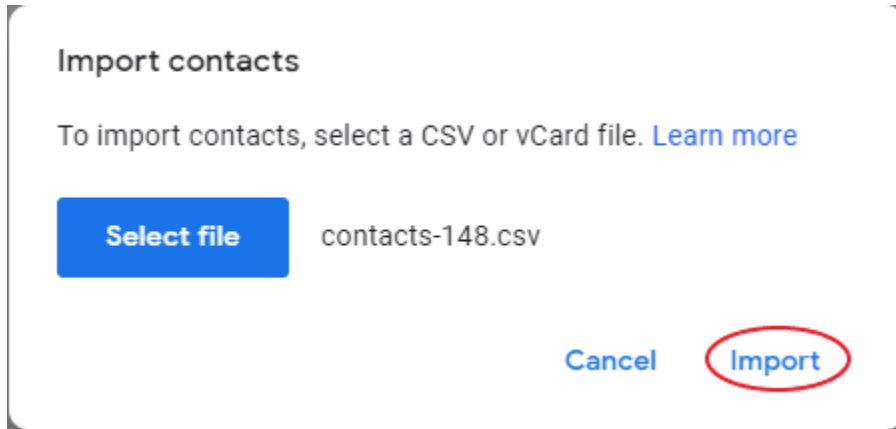 Import contacts
To import contacts, select a CSV or vCard file. Learn more
Select file contacts-148.csv
Cancel Import